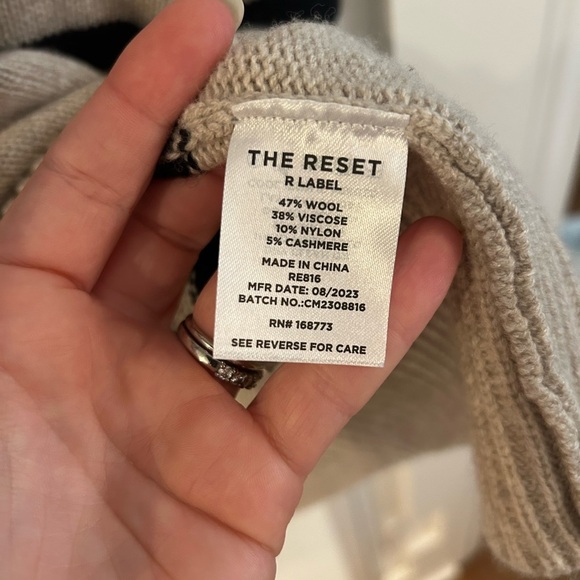 THE RESET
R LABEL
47% WOOL
38% VISCOSE
10% NYLON
5% CASHMERE
MADE IN CHINA
RE816
MFR DATE: 08/2023
BATCH NO.:CM2308816
RN# 168773
SEE REVERSE FOR CARE